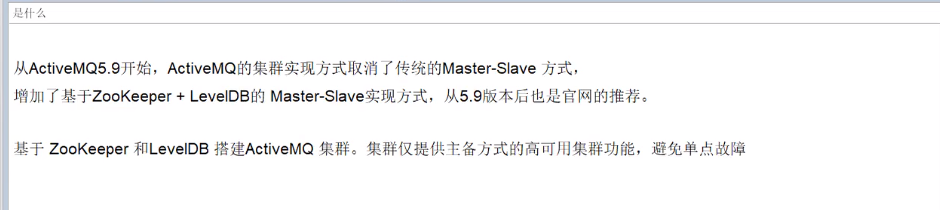 是什么
从ActiveMQ5.9开始，ActiveMQ的集群实现方式取消了传统的Master-Slave 方式，
增加了基于ZooKeeper + LevelDB的 Master-Slave实现方式，从5.9版本后也是官网的推荐。
基于 ZooKeeper 和LevelDB 搭建ActiveMQ 集群。集群仅提供主备方式的高可用集群功能，避免单点故障